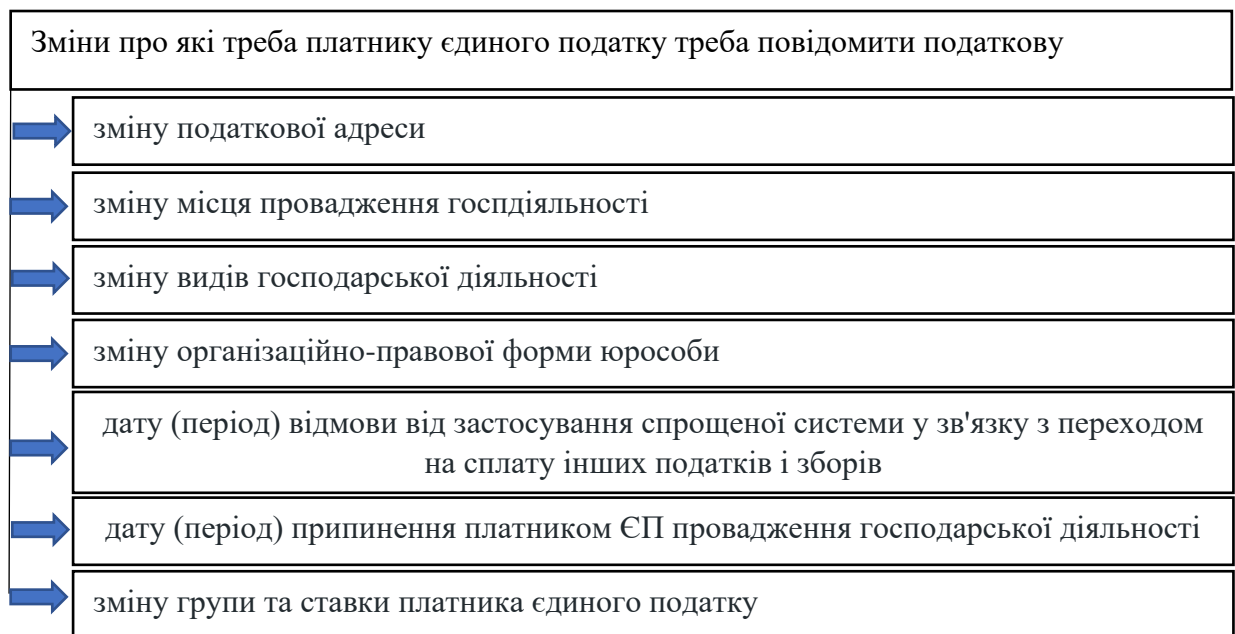 Зміни про які треба платнику єдиного податку треба повідомити податкову
зміну податкової адреси
зміну місця провадження госпдіяльності
зміну видів господарської діяльності
зміну організаційно-правової форми юрособи
дату (період) відмови від застосування спрощеної системи у зв'язку з переходом
на сплату інших податків і зборів
дату (період) припинення платником ЄП провадження господарської діяльності
зміну групи та ставки платника єдиного податку